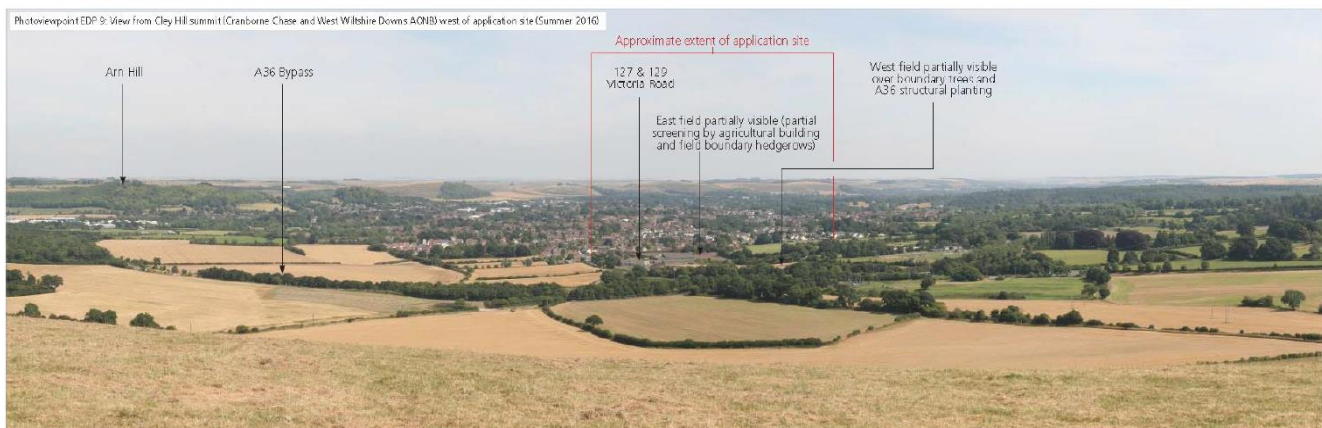 Photoviewpoint EDP 9: View from Cley Hill summit (Cranborne Chase and West Wiltshire Downs AONB) west of application site (Summer 2016)
Approximate extent of application site
Arn Hill
A36 Bypass
127 & 129
Victoria Road
East field partially visible (partial
screening by agricultural building
and field boundary hedgerows)
West field partially visible
over boundary trees and
A36 structural planting